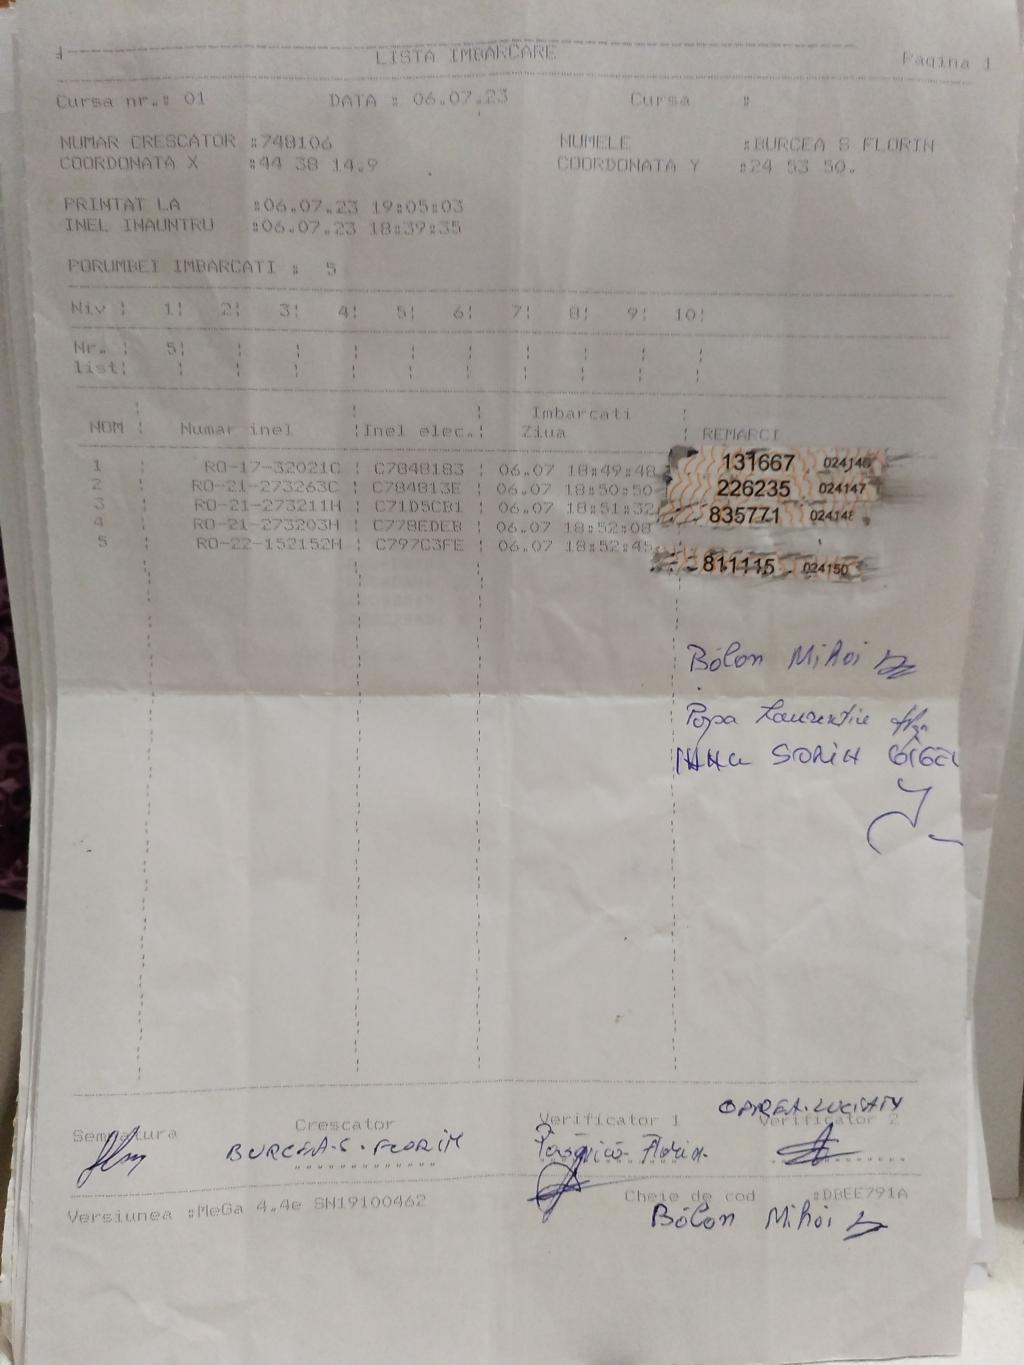 LISTA IMBARCARE Pagina 1
Cursa nr.: 01 DATA : 06.07.23 Cursa :
NUMAR CRESCATOR :748106 NUMELE :BURCEA S FLORIN
COORDONATA X :44 38 14.9 COORDONATA Y :24 53 50.
PRINTAT LA :06.07.23 19:05:03
INEL INAUNTRU :06.07.23 18:39:35
PORUMBEI IMBARCATI : 5
Niv | 1| 2| 3| 4| 5| 6| 7| 8| 9| 10|
Nr. | 5| | | | | | | | | |
list| | | | | | | | | | |
Imbarcati
NOM | Numar inel |Inel elec.| Ziua | REMARCI
1 | RO-17-32021C | C7848183 | 06.07 18:49:48 131667 024146
2 | RO-21-273263C | C784813E | 06.07 18:50:50 226235 024147
3 | RO-21-273211H | C71D5CB1 | 06.07 18:51:32 835771 024148
4 | RO-21-273203H | C778EDEB | 06.07 18:52:08
5 | RO-22-152152H | C797C3FE | 06.07 18:52:45
811115 024150
Bolon Mihai
Popa Laurentiu
SORIN GIGEL
OPREA LUCIAN
Semnatura Crescator Verificator 1 Verificator 2
BURCEA S. FLORIN Florin
Versiunea :MeGa 4.4e SN19100462 Cheie de cod :DBEE791A
Bolon Mihai